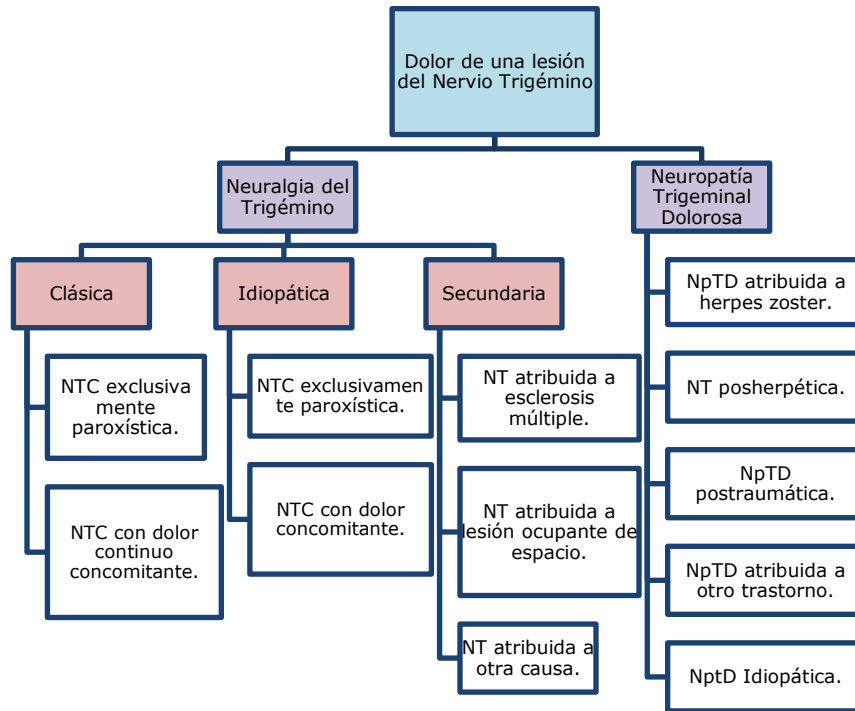 Dolor de una lesión
del Nervio Trigémino
Neuralgia del
Trigémino
Neuropatía
Trigeminal
Dolorosa
Clásica
Idiopática
Secundaria
NTC exclusiva
mente
paroxística.
NTC con dolor
continuo
concomitante.
NTC exclusivamen
te paroxística.
NTC con dolor
concomitante.
NT atribuida a
esclerosis
múltiple.
NT atribuida a
lesión ocupante de
espacio.
NT atribuida a
otra causa.
NpTD atribuida a
herpes zoster.
NT posherpética.
NpTD
postraumática.
NpTD atribuida a
otro trastorno.
NptD Idiopática.